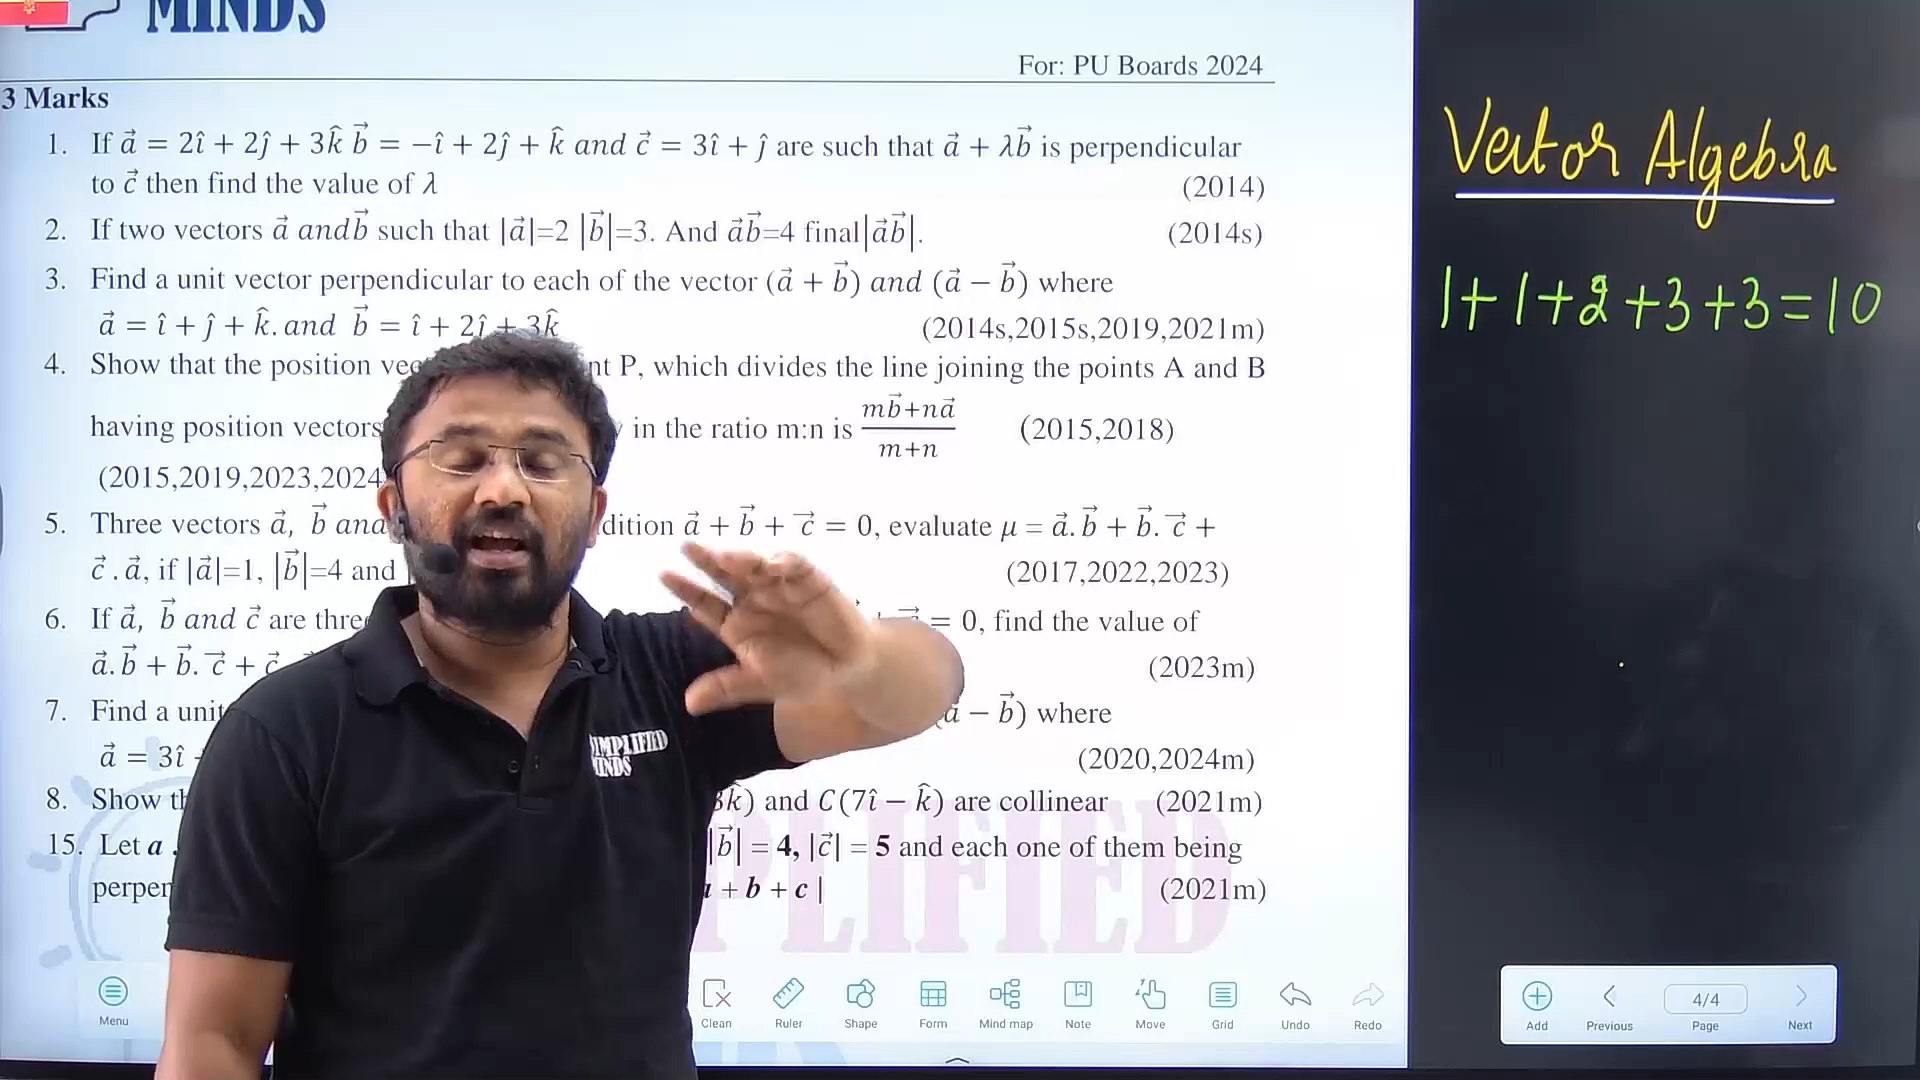 MINDS
For: PU Boards 2024
3 Marks
1. If a⃗ = 2î + 2ĵ + 3k̂ b⃗ = −î + 2ĵ + k̂ and c⃗ = 3î + ĵ are such that a⃗ + λb⃗ is perpendicular
to c⃗ then find the value of λ (2014)
2. If two vectors a⃗ andb⃗ such that |a⃗|=2 |b⃗|=3. And a⃗b⃗=4 final|a⃗b⃗|. (2014s)
3. Find a unit vector perpendicular to each of the vector (a⃗ + b⃗) and (a⃗ − b⃗) where
a⃗ = î + ĵ + k̂.and b⃗ = î + 2ĵ + 3k̂ (2014s,2015s,2019,2021m)
4. Show that the position P, which divides the line joining the points A and B
having position vectors in the ratio m:n is (mb⃗+na⃗)/(m+n) (2015,2018)
(2015,2019,2023,2024
5. Three vectors a⃗, b⃗ and a⃗ + b⃗ + c⃗ = 0, evaluate μ = a⃗.b⃗ + b⃗.c⃗ +
c⃗.a⃗, if |a⃗|=1, |b⃗|=4 and (2017,2022,2023)
6. If a⃗, b⃗ and c⃗ are = 0, find the value of
a⃗.b⃗ + b⃗.c⃗ + (2023m)
7. Find a unit a⃗ − b⃗) where
a⃗ = 3î (2020,2024m)
8. Show k̂) and C(7î − k̂) are collinear (2021m)
15. Let a |b⃗| = 4, |c⃗| = 5 and each one of them being
+ b + c | (2021m)
SIMPLIFIED
MINDS
Vector Algebra
1+1+2+3+3=10
Menu Clean Ruler Shape Form Mind map Note Move Grid Undo Redo
4/4
Add Previous Page Next